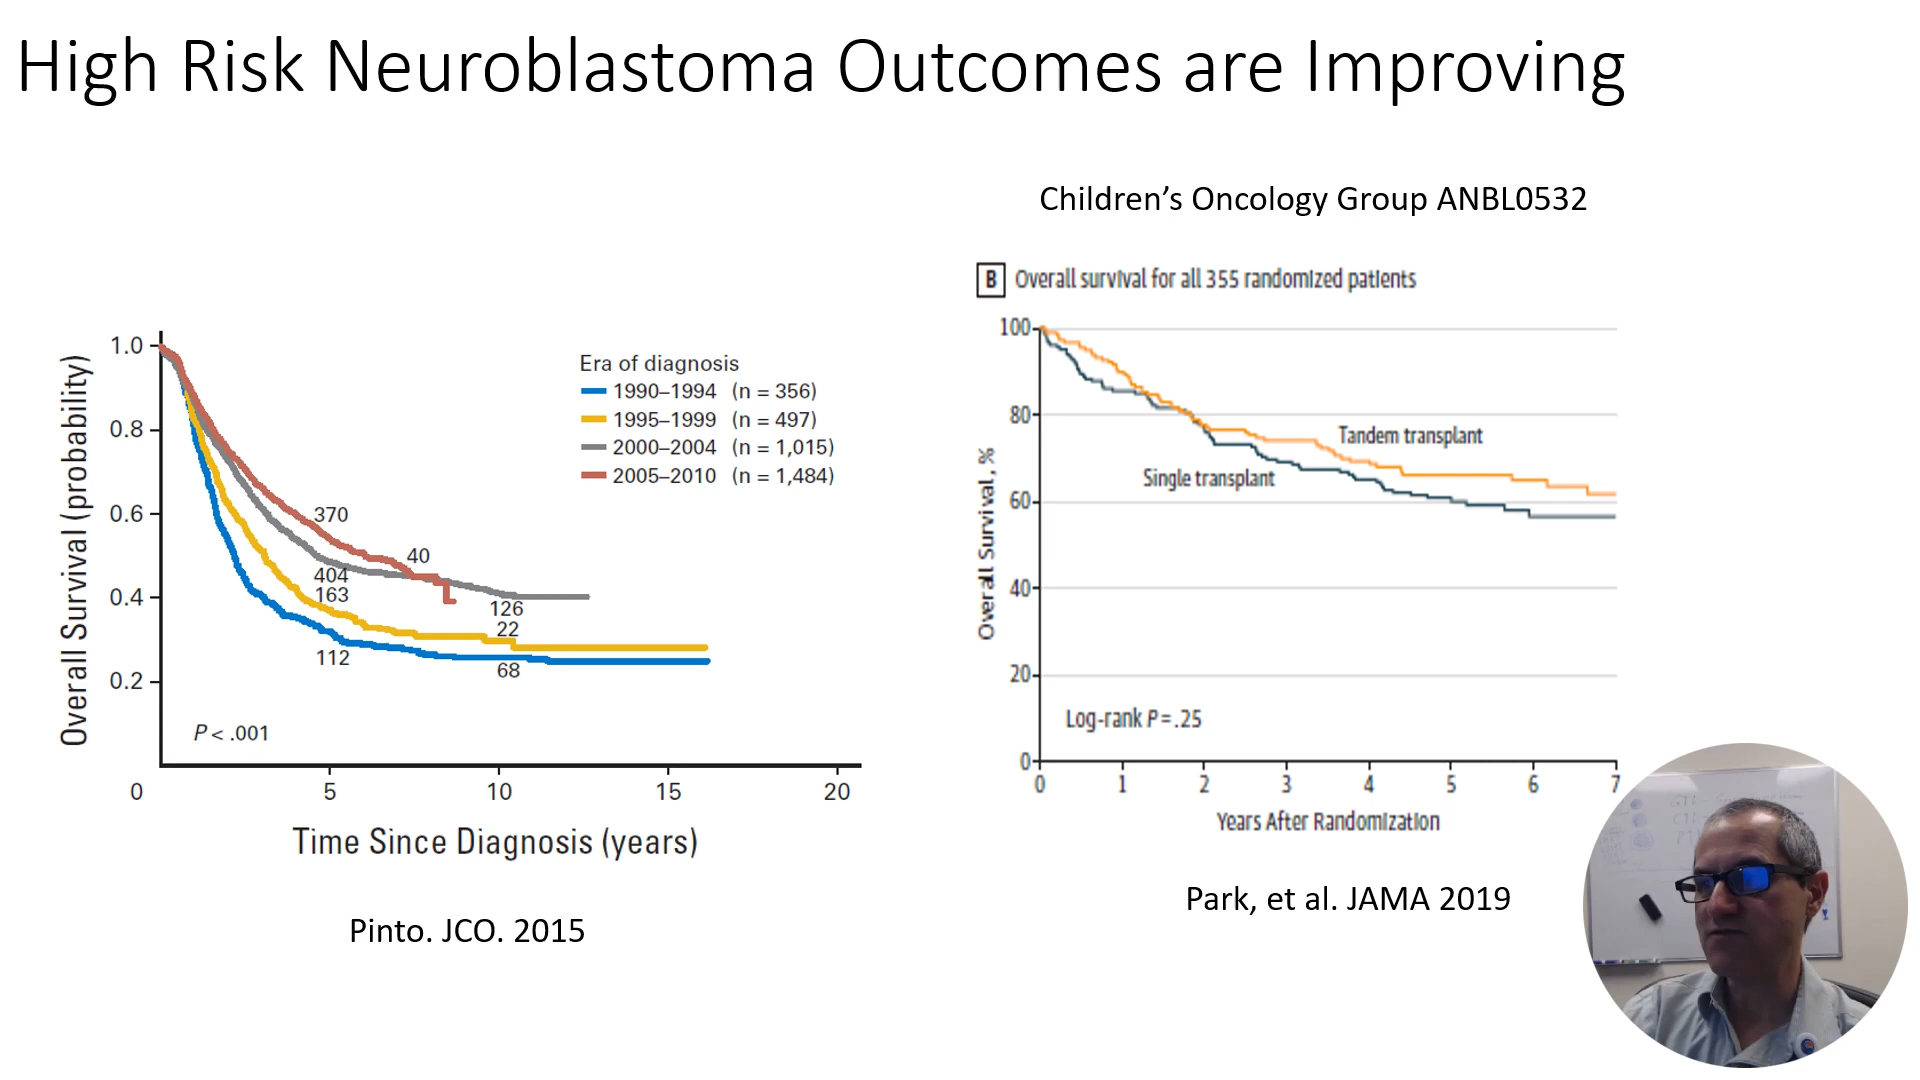 High Risk Neuroblastoma Outcomes are Improving
Children's Oncology Group ANBL0532
B Overall survival for all 355 randomized patients
Overall Survival (probability)
1.0
0.8
0.6
0.4
0.2
0
5
10
15
20
Era of diagnosis
1990–1994 (n = 356)
1995–1999 (n = 497)
2000–2004 (n = 1,015)
2005–2010 (n = 1,484)
370
40
404
163
126
22
112
68
P < .001
Time Since Diagnosis (years)
Pinto. JCO. 2015
Overall Survival, %
100
80
60
40
20
0
Tandem transplant
Single transplant
Log-rank P = .25
0
1
2
3
4
5
6
7
Years After Randomization
Park, et al. JAMA 2019